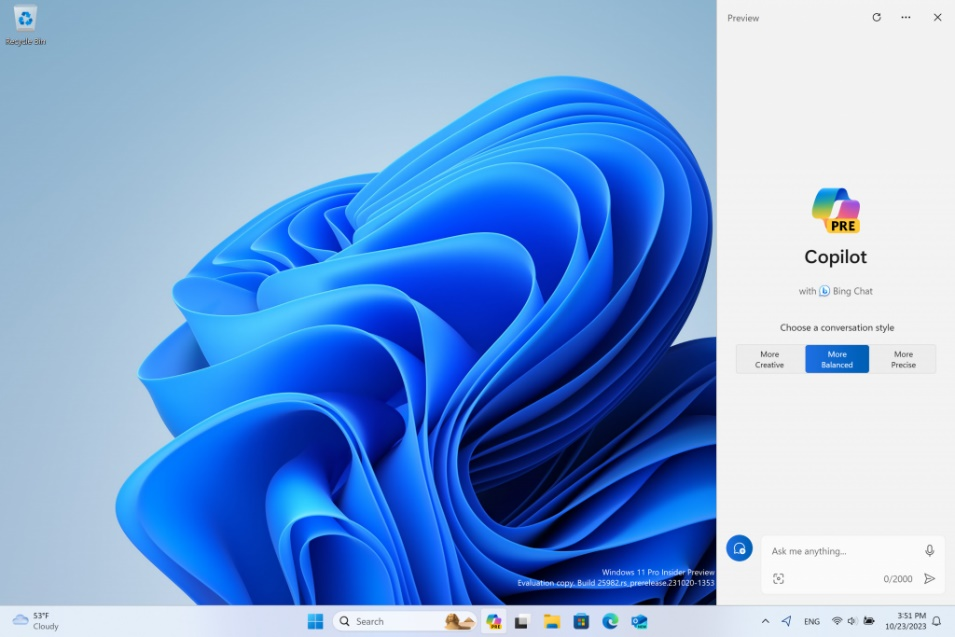 Recycle Bin
Preview
PRE
Copilot
with b Bing Chat
Choose a conversation style
More
Creative
More
Balanced
More
Precise
Ask me anything...
0/2000
Windows 11 Pro Insider Preview
Evaluation copy. Build 25982.rs_prerelease.231020-1353
53°F
Cloudy
Search
PRE
ENG
3:51 PM
10/23/2023